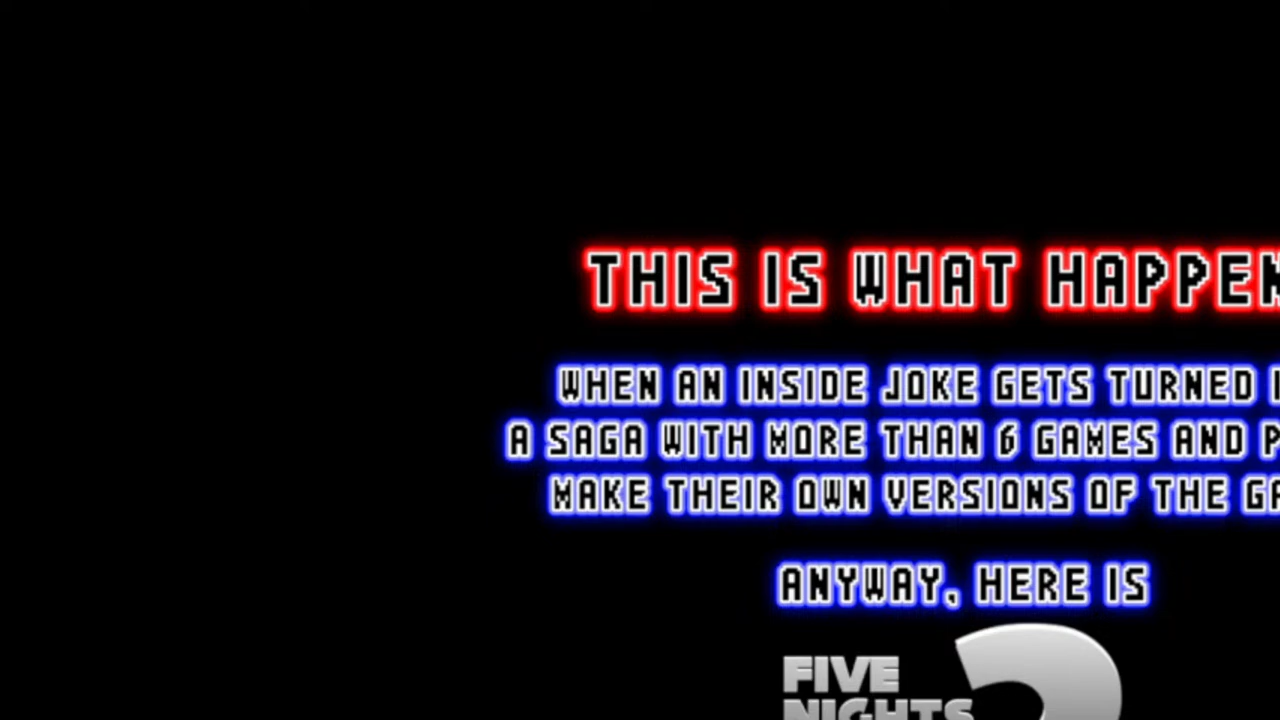 THIS IS WHAT HAPPEN
WHEN AN INSIDE JOKE GETS TURNED
A SAGA WITH MORE THAN 6 GAMES AND
MAKE THEIR OWN VERSIONS OF THE
ANYWAY, HERE IS
FIVE
NIGHTS